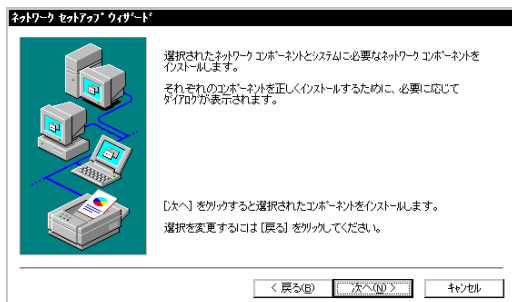 ネットワーク セットアップ ウィザード
選択されたネットワーク コンポーネントとシステムに必要なネットワーク コンポーネントを
インストールします。
それぞれのコンポーネントを正しくインストールするために、必要に応じて
ダイアログが表示されます。
[次へ] をクリックすると選択されたコンポーネントをインストールします。
選択を変更するには [戻る] をクリックしてください。
< 戻る(B)
次へ(N) >
キャンセル